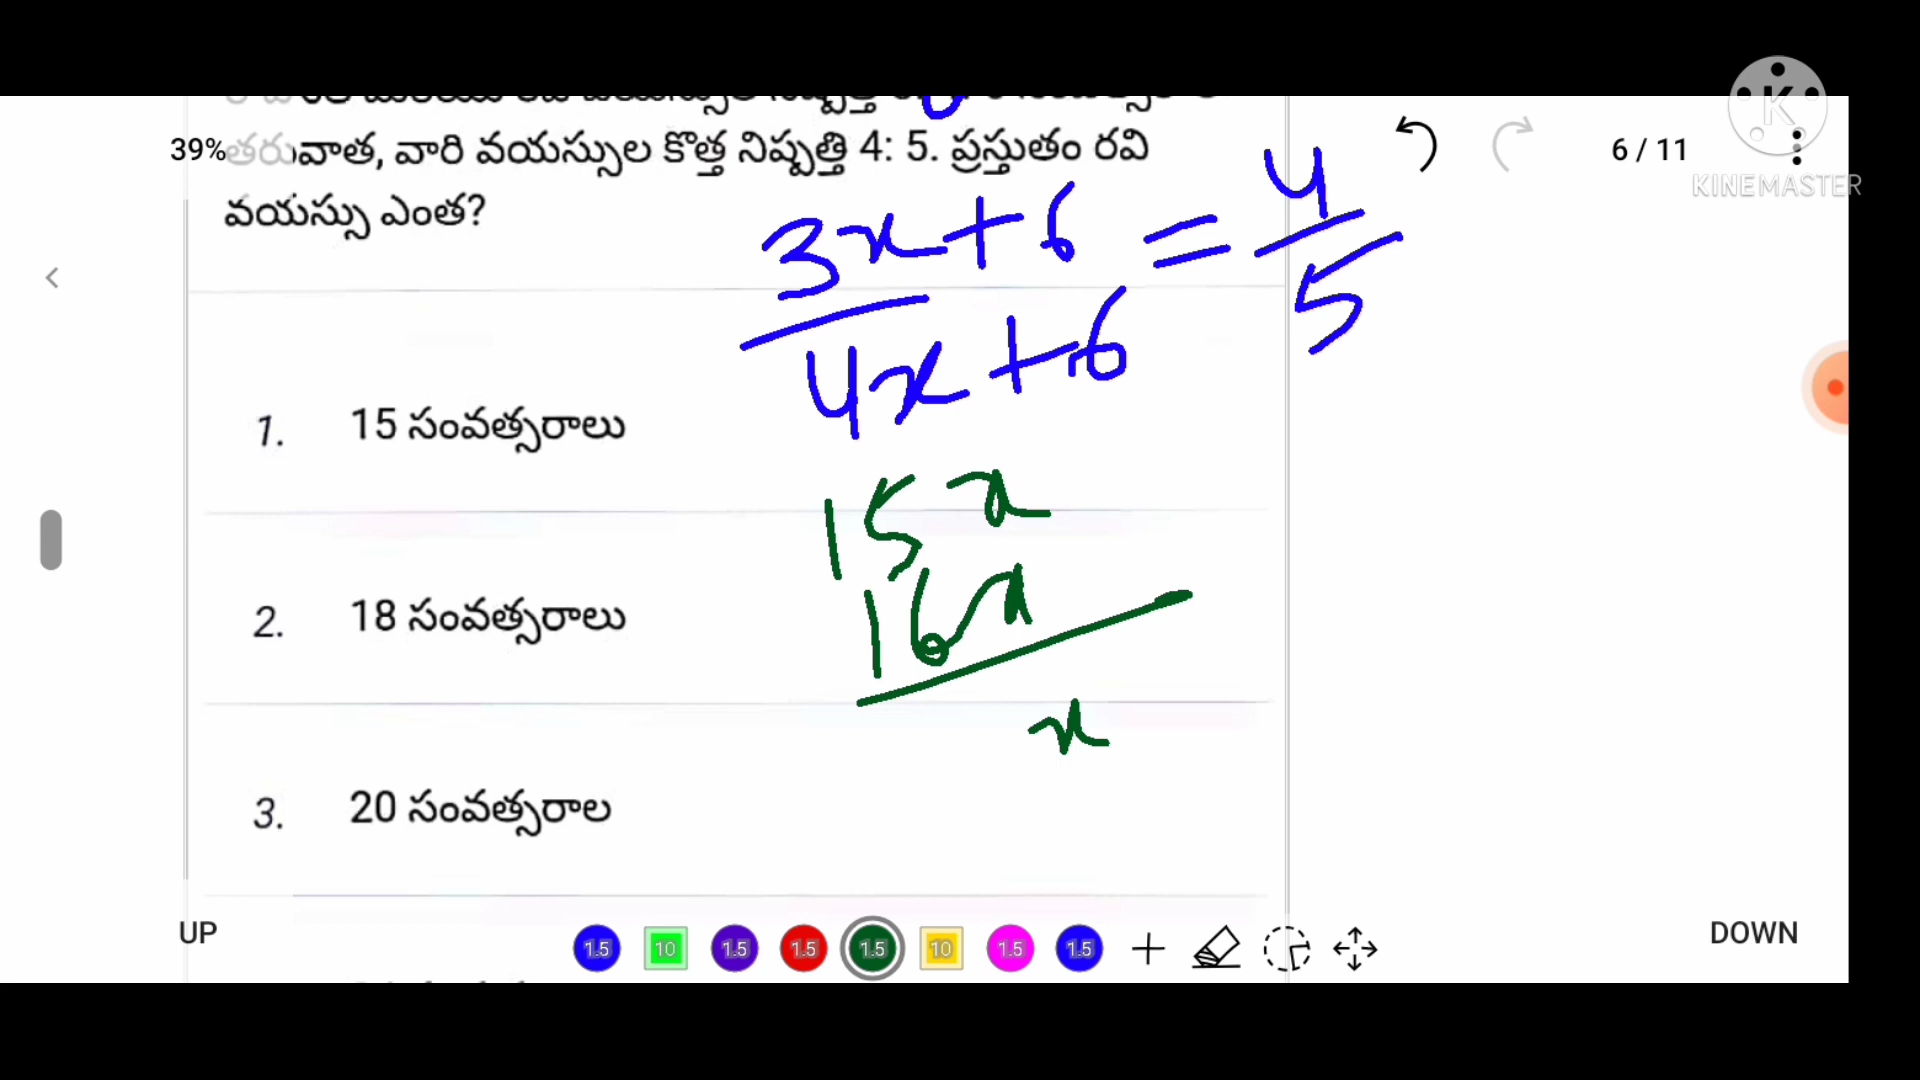 39%
తరువాత, వారి వయస్సుల కొత్త నిష్పత్తి 4: 5. ప్రస్తుతం రవి
వయస్సు ఎంత?
6 / 11
K
KINEMASTER
3x+6 = 4
4x+6 5
1. 15 సంవత్సరాలు
15x
16x
x
2. 18 సంవత్సరాలు
3. 20 సంవత్సరాల
UP
DOWN
1.5 10 1.5 1.5 1.5 10 1.5 1.5